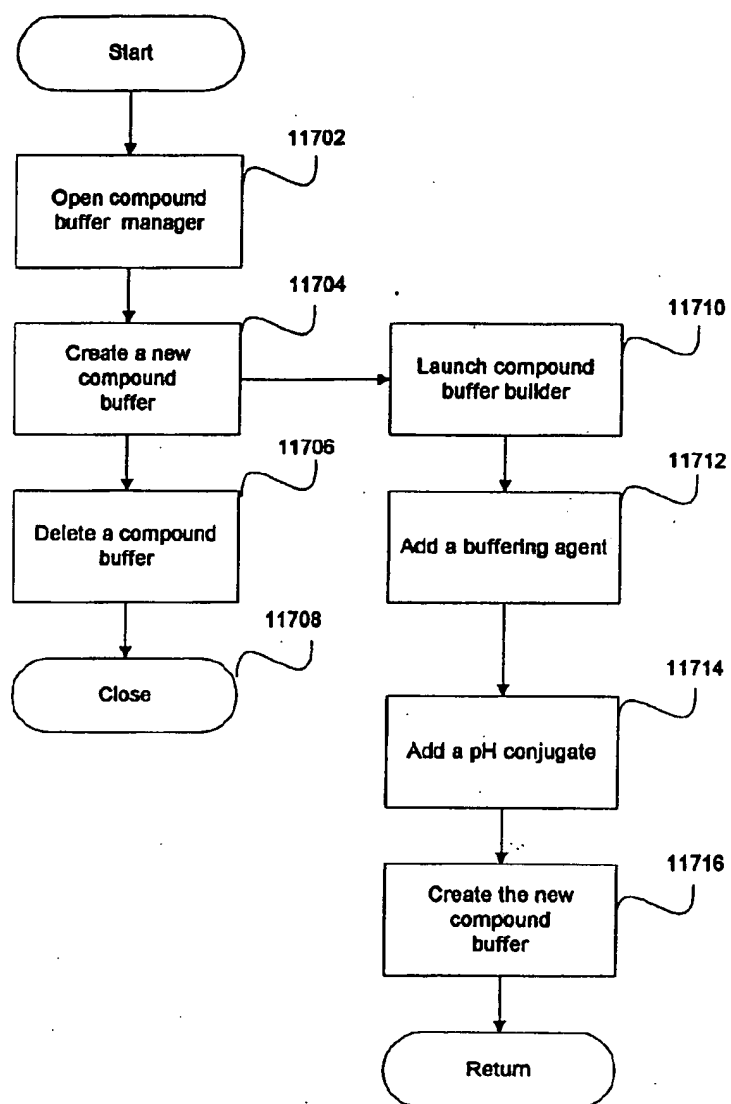 Start
11702
Open compound
buffer manager
11704
Create a new
compound
buffer
11706
Delete a compound
buffer
11708
Close
11710
Launch compound
buffer builder
11712
Add a buffering agent
11714
Add a pH conjugate
11716
Create the new
compound
buffer
Return